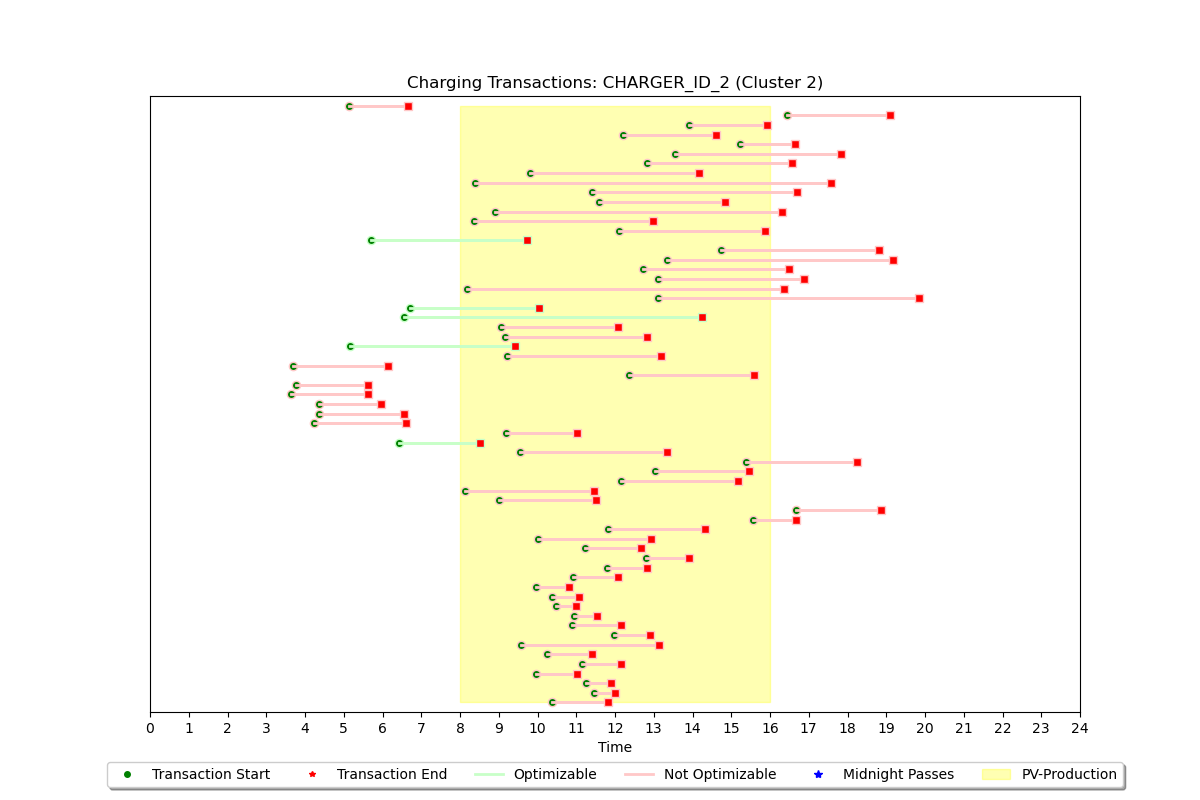 Charging Transactions: CHARGER_ID_2 (Cluster 2)
0 1 2 3 4 5 6 7 8 9 10 11 12 13 14 15 16 17 18 19 20 21 22 23 24
Time
Transaction Start Transaction End Optimizable Not Optimizable Midnight Passes PV-Production